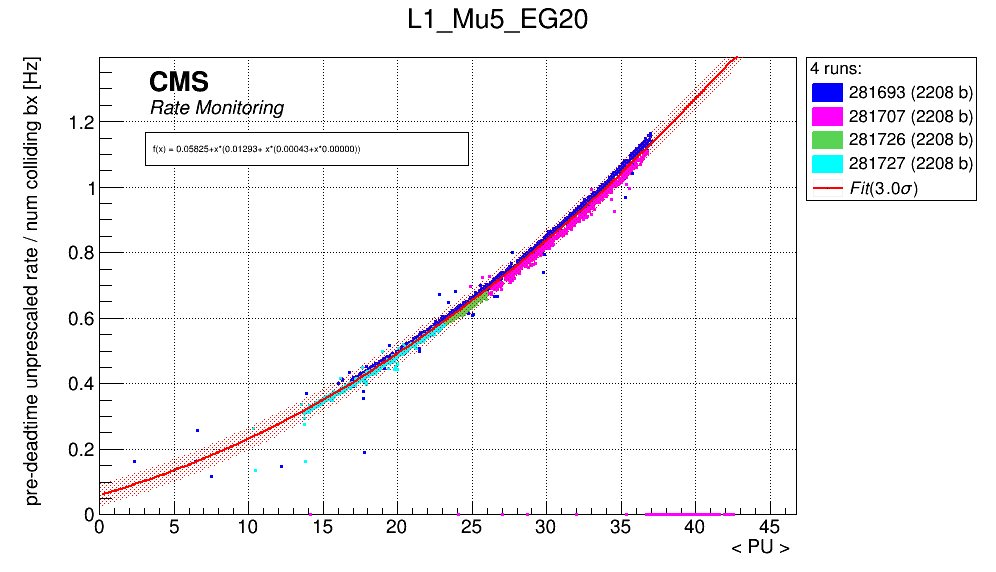 L1_Mu5_EG20
pre-deadtime unprescaled rate / num colliding bx [Hz]
CMS
Rate Monitoring
f(x) = 0.05825+x*(0.01293+ x*(0.00043+x*0.00000))
1.2
1
0.8
0.6
0.4
0.2
0
0 5 10 15 20 25 30 35 40 45
< PU >
4 runs:
281693 (2208 b)
281707 (2208 b)
281726 (2208 b)
281727 (2208 b)
Fit(3.0σ)